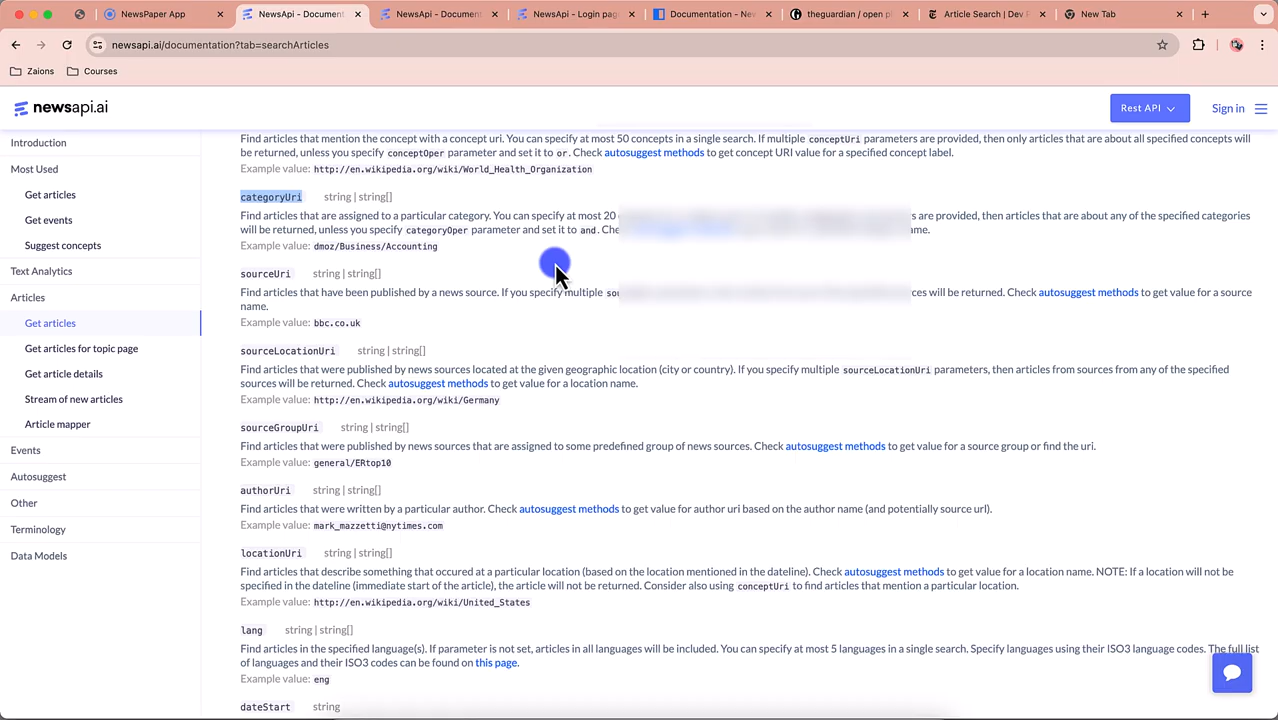 NewsPaper App
NewsApi - Document
NewsApi - Document
NewsApi - Login page
Documentation - New
theguardian / open pl
Article Search | Dev P
New Tab
newsapi.ai/documentation?tab=searchArticles
Zaions
Courses
newsapi.ai
Rest API
Sign in
Introduction
Most Used
Get articles
Get events
Suggest concepts
Text Analytics
Articles
Get articles
Get articles for topic page
Get article details
Stream of new articles
Article mapper
Events
Autosuggest
Other
Terminology
Data Models
Find articles that mention the concept with a concept uri. You can specify at most 50 concepts in a single search. If multiple conceptUri parameters are provided, then only articles that are about all specified concepts will
be returned, unless you specify conceptOper parameter and set it to or. Check autosuggest methods to get concept URI value for a specified concept label.
Example value: http://en.wikipedia.org/wiki/World_Health_Organization
categoryUri string | string[]
Find articles that are assigned to a particular category. You can specify at most 20 are provided, then articles that are about any of the specified categories
will be returned, unless you specify categoryOper parameter and set it to and.
Example value: dmoz/Business/Accounting
sourceUri string | string[]
Find articles that have been published by a news source. If you specify multiple will be returned. Check autosuggest methods to get value for a source
name.
Example value: bbc.co.uk
sourceLocationUri string | string[]
Find articles that were published by news sources located at the given geographic location (city or country). If you specify multiple sourceLocationUri parameters, then articles from sources from any of the specified
sources will be returned. Check autosuggest methods to get value for a location name.
Example value: http://en.wikipedia.org/wiki/Germany
sourceGroupUri string | string[]
Find articles that were published by news sources that are assigned to some predefined group of news sources. Check autosuggest methods to get value for a source group or find the uri.
Example value: general/ERtop10
authorUri string | string[]
Find articles that were written by a particular author. Check autosuggest methods to get value for author uri based on the author name (and potentially source url).
Example value: mark_mazzetti@nytimes.com
locationUri string | string[]
Find articles that describe something that occured at a particular location (based on the location mentioned in the dateline). Check autosuggest methods to get value for a location name. NOTE: If a location will not be
specified in the dateline (immediate start of the article), the article will not be returned. Consider also using conceptUri to find articles that mention a particular location.
Example value: http://en.wikipedia.org/wiki/United_States
lang string | string[]
Find articles in the specified language(s). If parameter is not set, articles in all languages will be included. You can specify at most 5 languages in a single search. Specify languages using their ISO3 language codes. The full list
of languages and their ISO3 codes can be found on this page.
Example value: eng
dateStart string